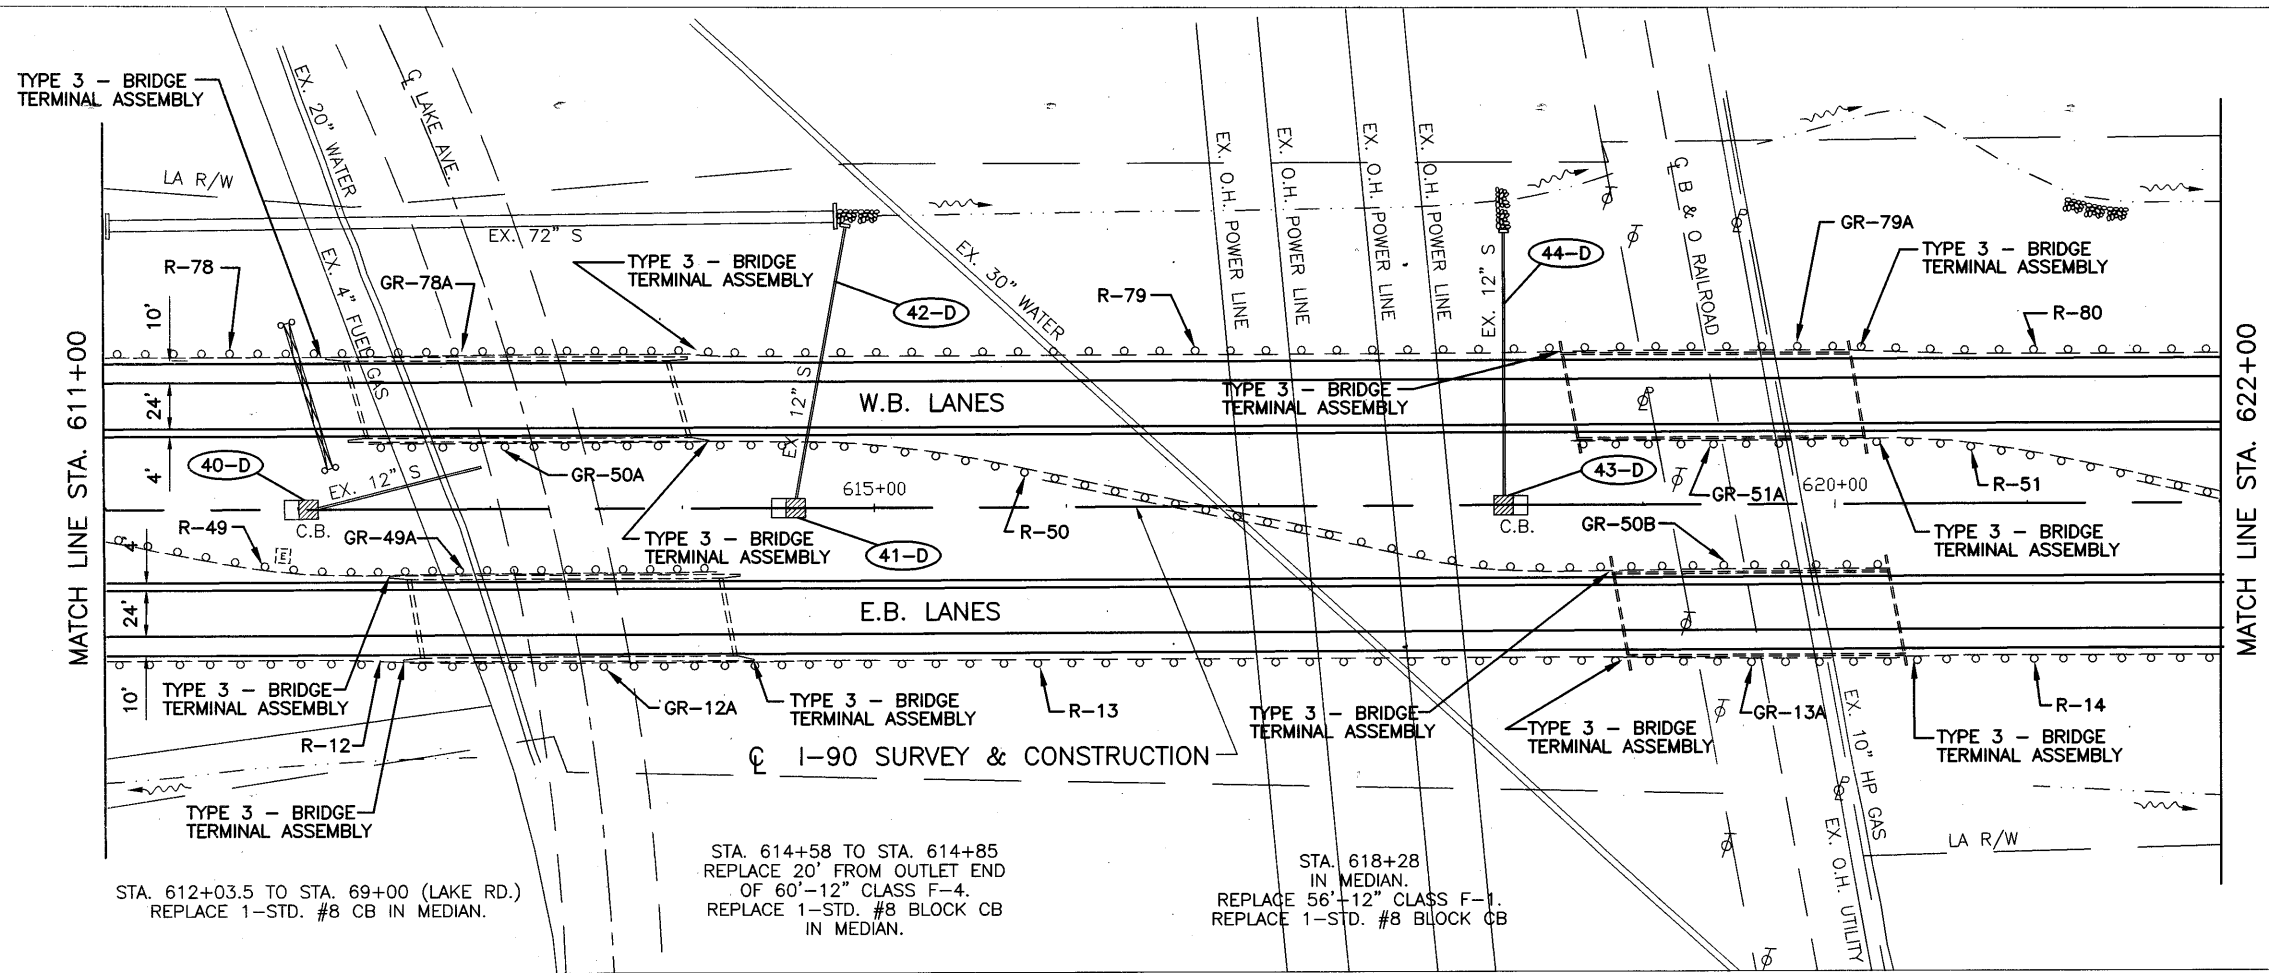 TYPE 3 - BRIDGE
TERMINAL ASSEMBLY
EX. 20" WATER
℄ LAKE AVE.
LA R/W
EX. 72" S
EX. 4" FUEL GAS
R-78
GR-78A
TYPE 3 - BRIDGE
TERMINAL ASSEMBLY
42-D
EX. 12" S
EX. 30" WATER
R-79
EX. O.H. POWER LINE
EX. O.H. POWER LINE
EX. O.H. POWER LINE
EX. O.H. POWER LINE
EX. 12" S
44-D
℄ B & O RAILROAD
GR-79A
TYPE 3 - BRIDGE
TERMINAL ASSEMBLY
R-80
10'
24'
4'
MATCH LINE STA. 611+00
W.B. LANES
TYPE 3 - BRIDGE
TERMINAL ASSEMBLY
MATCH LINE STA. 622+00
40-D
EX. 12" S
GR-50A
615+00
43-D
GR-51A
620+00
R-51
C.B.
R-49
E
GR-49A
TYPE 3 - BRIDGE
TERMINAL ASSEMBLY
41-D
R-50
C.B.
GR-50B
TYPE 3 - BRIDGE
TERMINAL ASSEMBLY
4'
24'
10'
E.B. LANES
TYPE 3 - BRIDGE
TERMINAL ASSEMBLY
R-12
GR-12A
TYPE 3 - BRIDGE
TERMINAL ASSEMBLY
R-13
TYPE 3 - BRIDGE
TERMINAL ASSEMBLY
GR-13A
TYPE 3 - BRIDGE
TERMINAL ASSEMBLY
EX. 10" HP GAS
R-14
TYPE 3 - BRIDGE
TERMINAL ASSEMBLY
℄ I-90 SURVEY & CONSTRUCTION
TYPE 3 - BRIDGE
TERMINAL ASSEMBLY
EX. O.H. UTILITY
LA R/W
STA. 612+03.5 TO STA. 69+00 (LAKE RD.)
REPLACE 1-STD. #8 CB IN MEDIAN.
STA. 614+58 TO STA. 614+85
REPLACE 20' FROM OUTLET END
OF 60'-12" CLASS F-4.
REPLACE 1-STD. #8 BLOCK CB
IN MEDIAN.
STA. 618+28
IN MEDIAN.
REPLACE 56'-12" CLASS F-1.
REPLACE 1-STD. #8 BLOCK CB